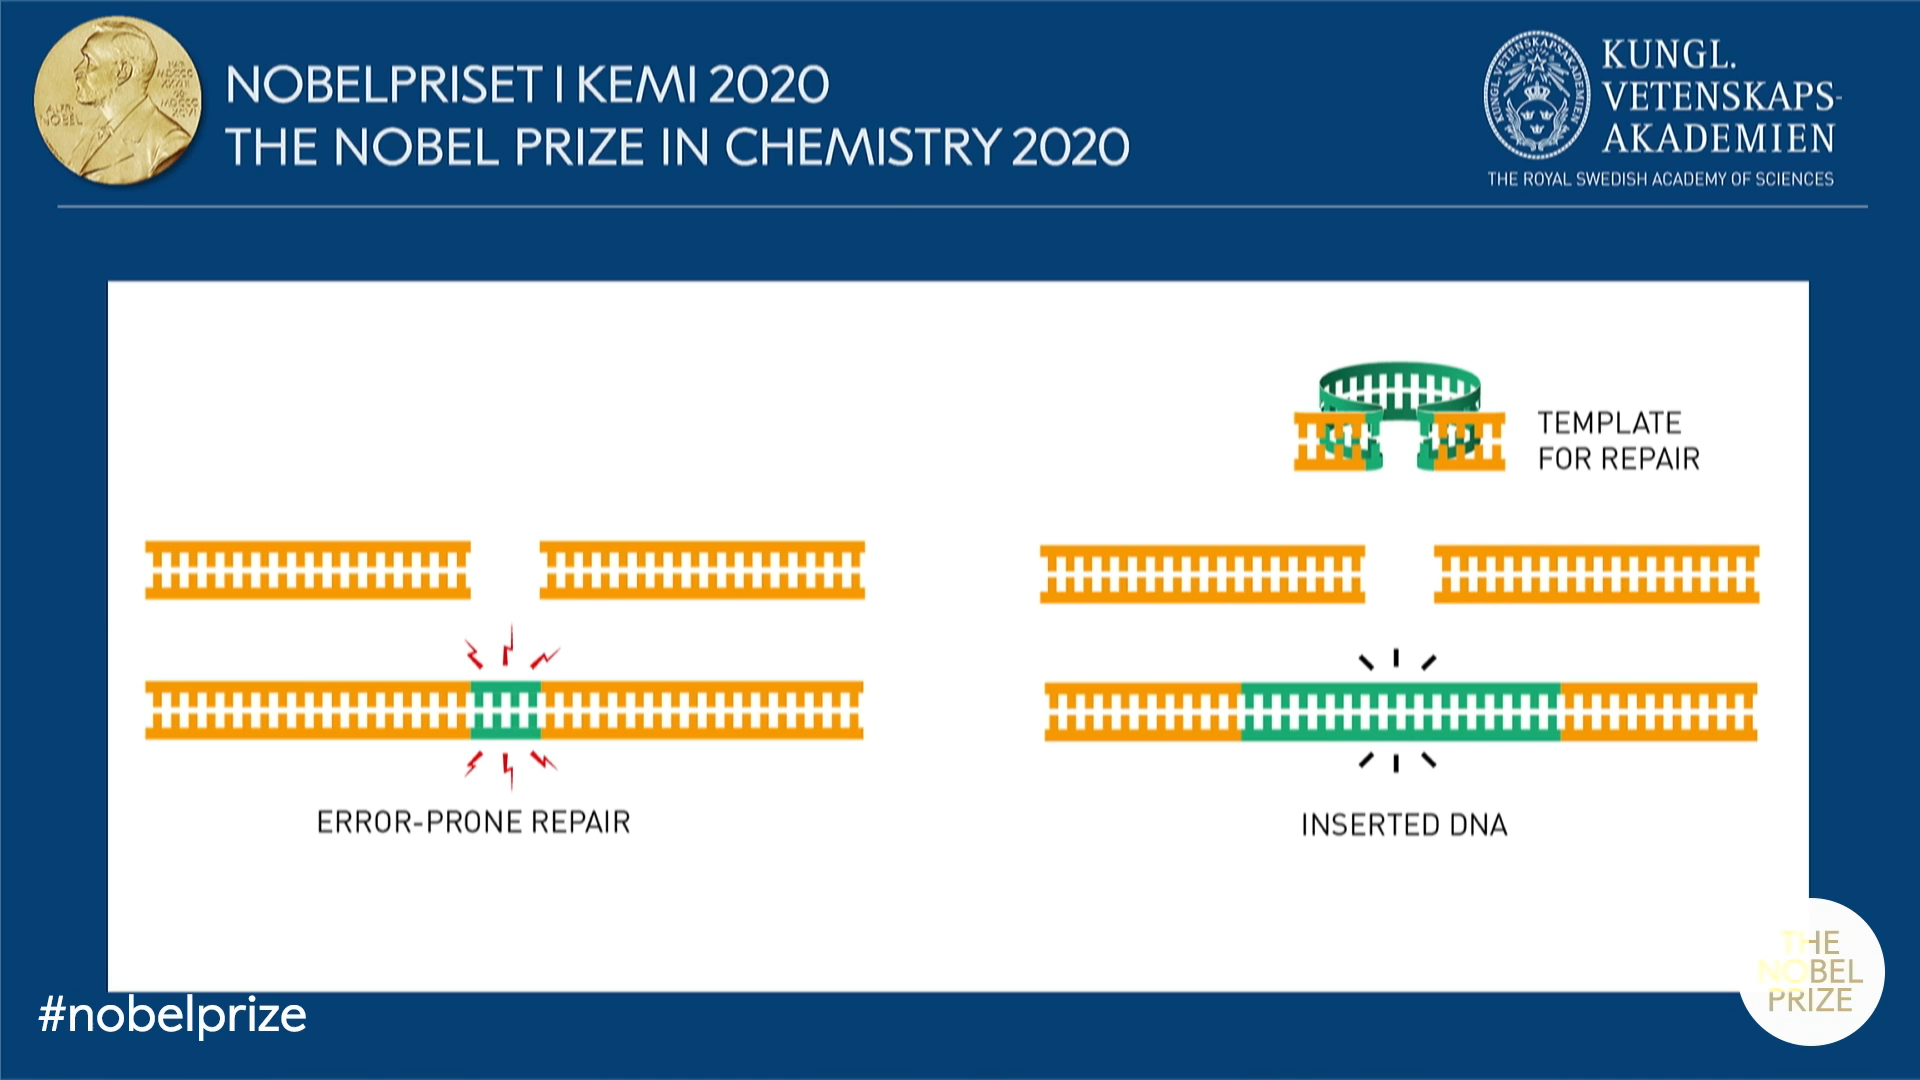 NOBELPRISET I KEMI 2020
THE NOBEL PRIZE IN CHEMISTRY 2020
KUNGL.
VETENSKAPS-
AKADEMIEN
THE ROYAL SWEDISH ACADEMY OF SCIENCES
TEMPLATE
FOR REPAIR
ERROR-PRONE REPAIR
INSERTED DNA
#nobelprize
THE
NOBEL
PRIZE